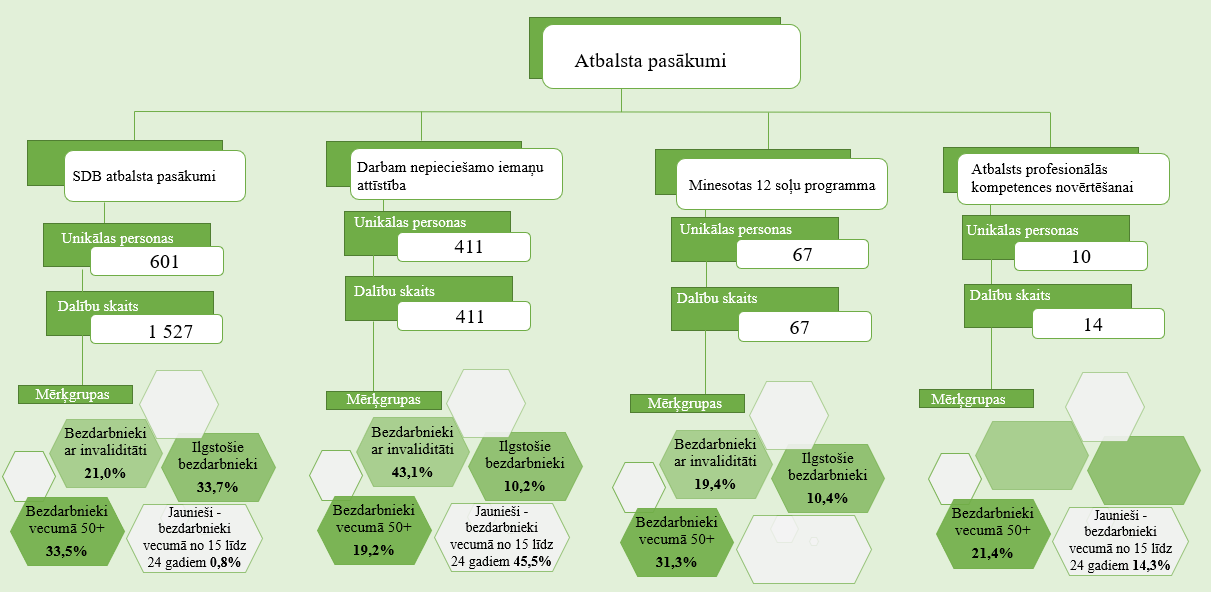 Atbalsta pasākumi
SDB atbalsta pasākumi
Unikālas personas
601
Dalību skaits
1 527
Mērķgrupas
Bezdarbnieki
ar invaliditāti
21,0%
Ilgstošie
bezdarbnieki
33,7%
Bezdarbnieki
vecumā 50+
33,5%
Jaunieši -
bezdarbnieki
vecumā no 15 līdz
24 gadiem 0,8%
Darbam nepieciešamo iemaņu
attīstība
Unikālas personas
411
Dalību skaits
411
Mērķgrupas
Bezdarbnieki
ar invaliditāti
43,1%
Ilgstošie
bezdarbnieki
10,2%
Bezdarbnieki
vecumā 50+
19,2%
Jaunieši -
bezdarbnieki
vecumā no 15 līdz
24 gadiem 45,5%
Minesotas 12 soļu programma
Unikālas personas
67
Dalību skaits
67
Mērķgrupas
Bezdarbnieki
ar invaliditāti
19,4%
Ilgstošie
bezdarbnieki
10,4%
Bezdarbnieki
vecumā 50+
31,3%
Atbalsts profesionālās
kompetences novērtēšanai
Unikālas personas
10
Dalību skaits
14
Mērķgrupas
Bezdarbnieki
vecumā 50+
21,4%
Jaunieši -
bezdarbnieki
vecumā no 15 līdz
24 gadiem 14,3%